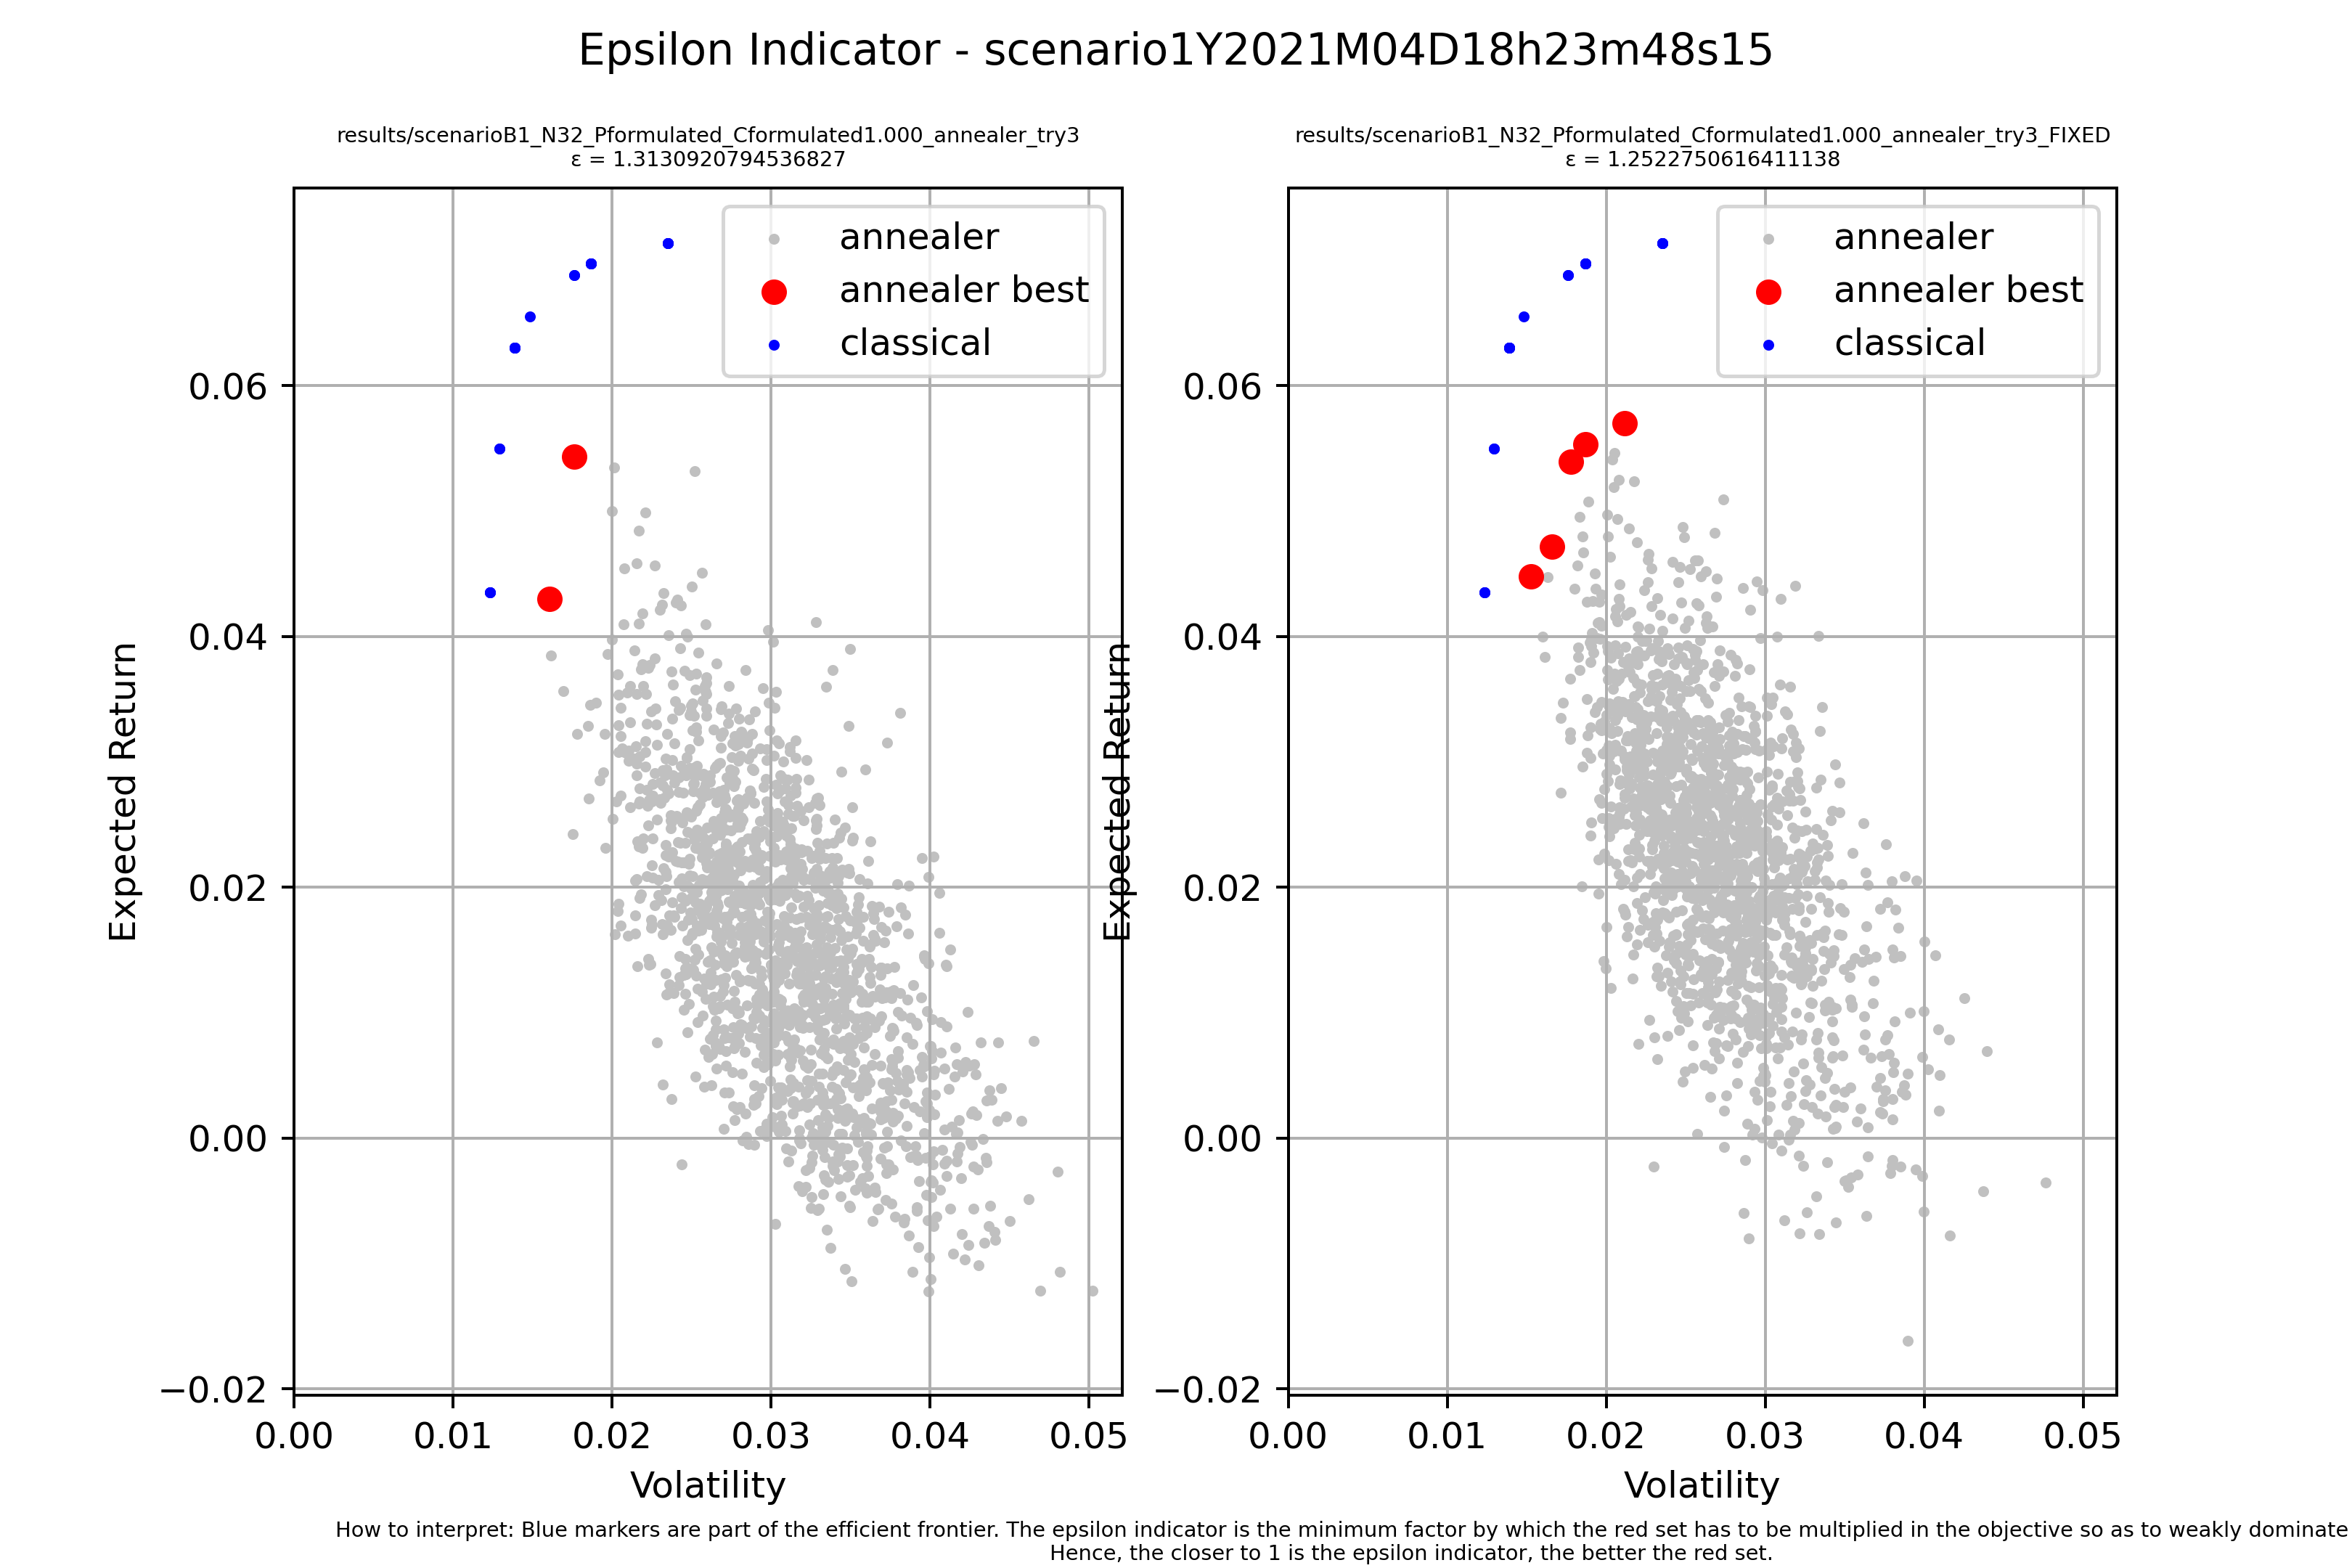 Epsilon Indicator - scenario1Y2021M04D18h23m48s15
results/scenarioB1_N32_Pformulated_Cformulated1.000_annealer_try3
ε = 1.3130920794536827
annealer
annealer best
classical
0.06
0.04
0.02
0.00
−0.02
Expected Return
0.00 0.01 0.02 0.03 0.04 0.05
Volatility
results/scenarioB1_N32_Pformulated_Cformulated1.000_annealer_try3_FIXED
ε = 1.2522750616411138
annealer
annealer best
classical
0.06
0.04
0.02
0.00
−0.02
Expected Return
0.00 0.01 0.02 0.03 0.04 0.05
Volatility
How to interpret: Blue markers are part of the efficient frontier. The epsilon indicator is the minimum factor by which the red set has to be multiplied in the objective so as to weakly dominate
Hence, the closer to 1 is the epsilon indicator, the better the red set.